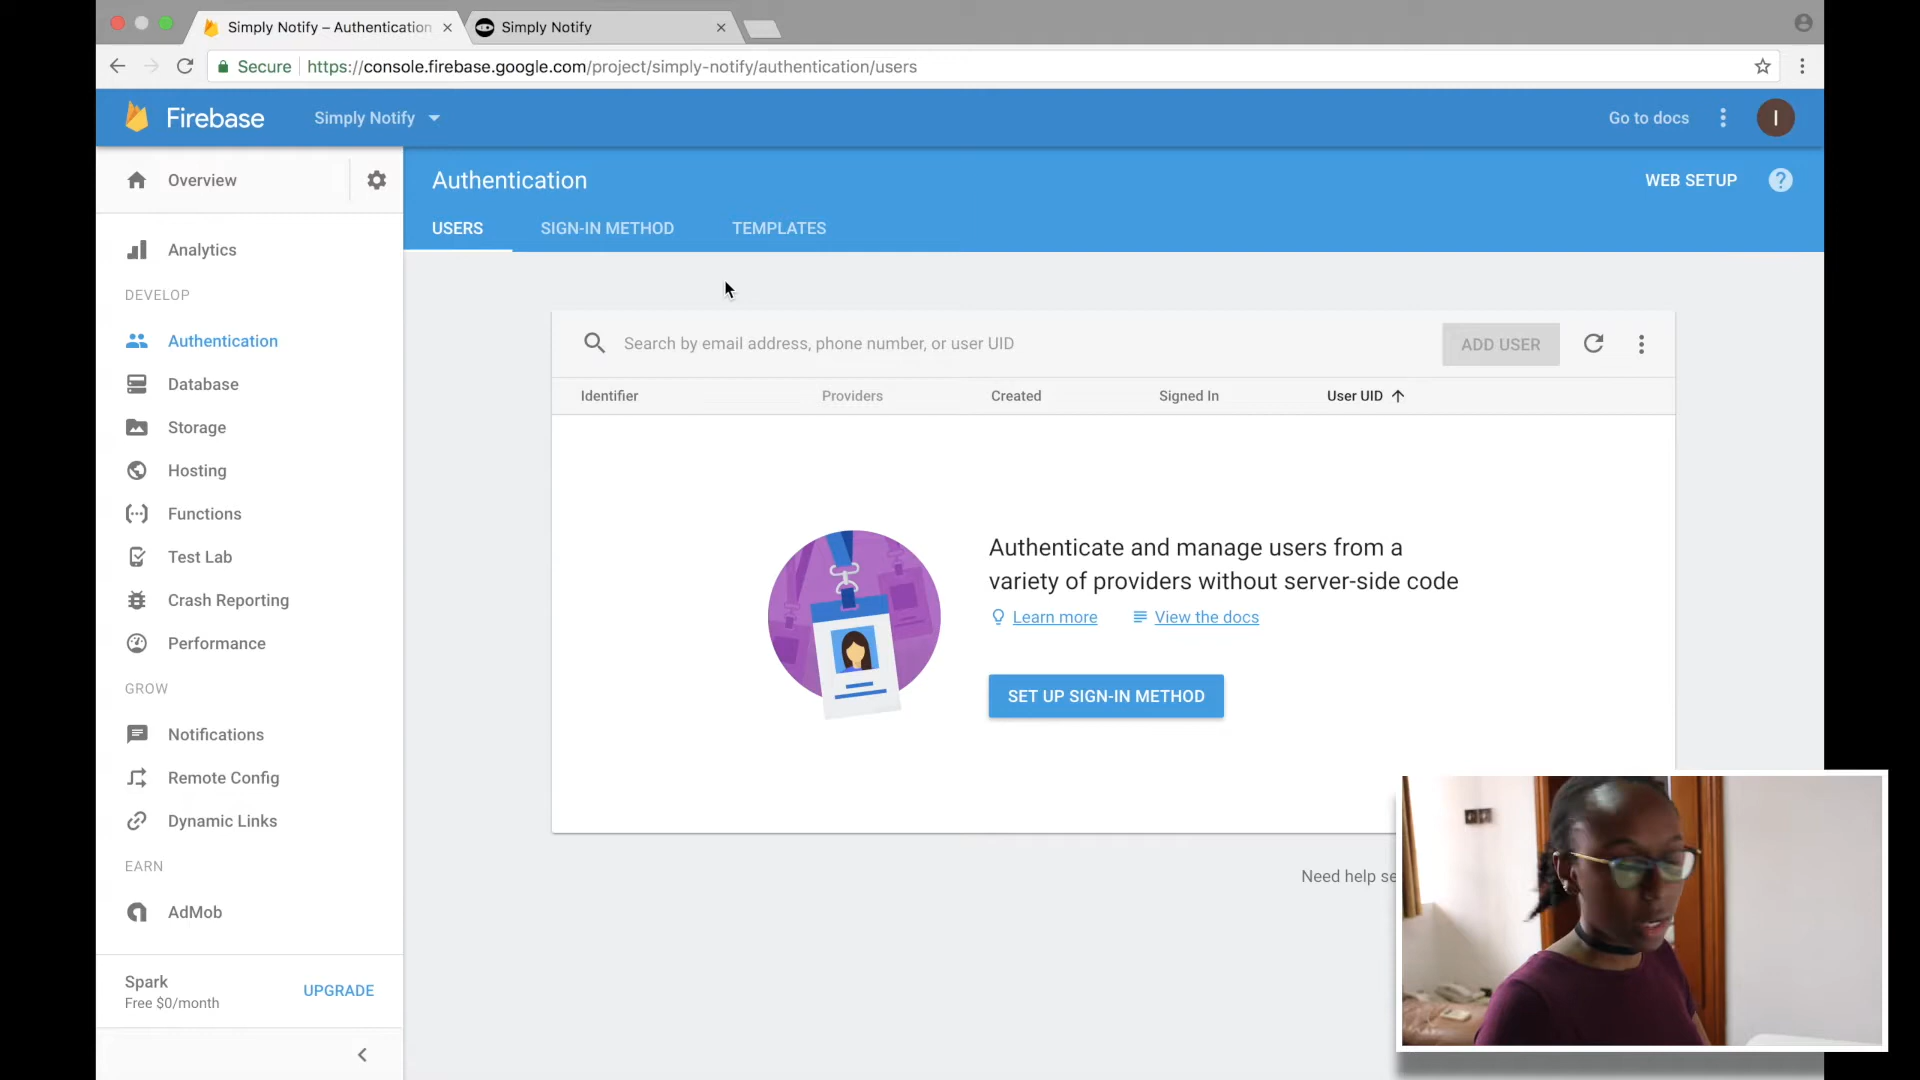 Simply Notify – Authentication
Simply Notify
Secure
https://console.firebase.google.com/project/simply-notify/authentication/users
Firebase
Simply Notify
Go to docs
I
Overview
Authentication
WEB SETUP
USERS
SIGN-IN METHOD
TEMPLATES
Analytics
DEVELOP
Authentication
Database
Storage
Hosting
Functions
Test Lab
Crash Reporting
Performance
GROW
Notifications
Remote Config
Dynamic Links
EARN
AdMob
Spark
Free $0/month
UPGRADE
Search by email address, phone number, or user UID
ADD USER
Identifier
Providers
Created
Signed In
User UID
Authenticate and manage users from a
variety of providers without server-side code
Learn more
View the docs
SET UP SIGN-IN METHOD
Need help se